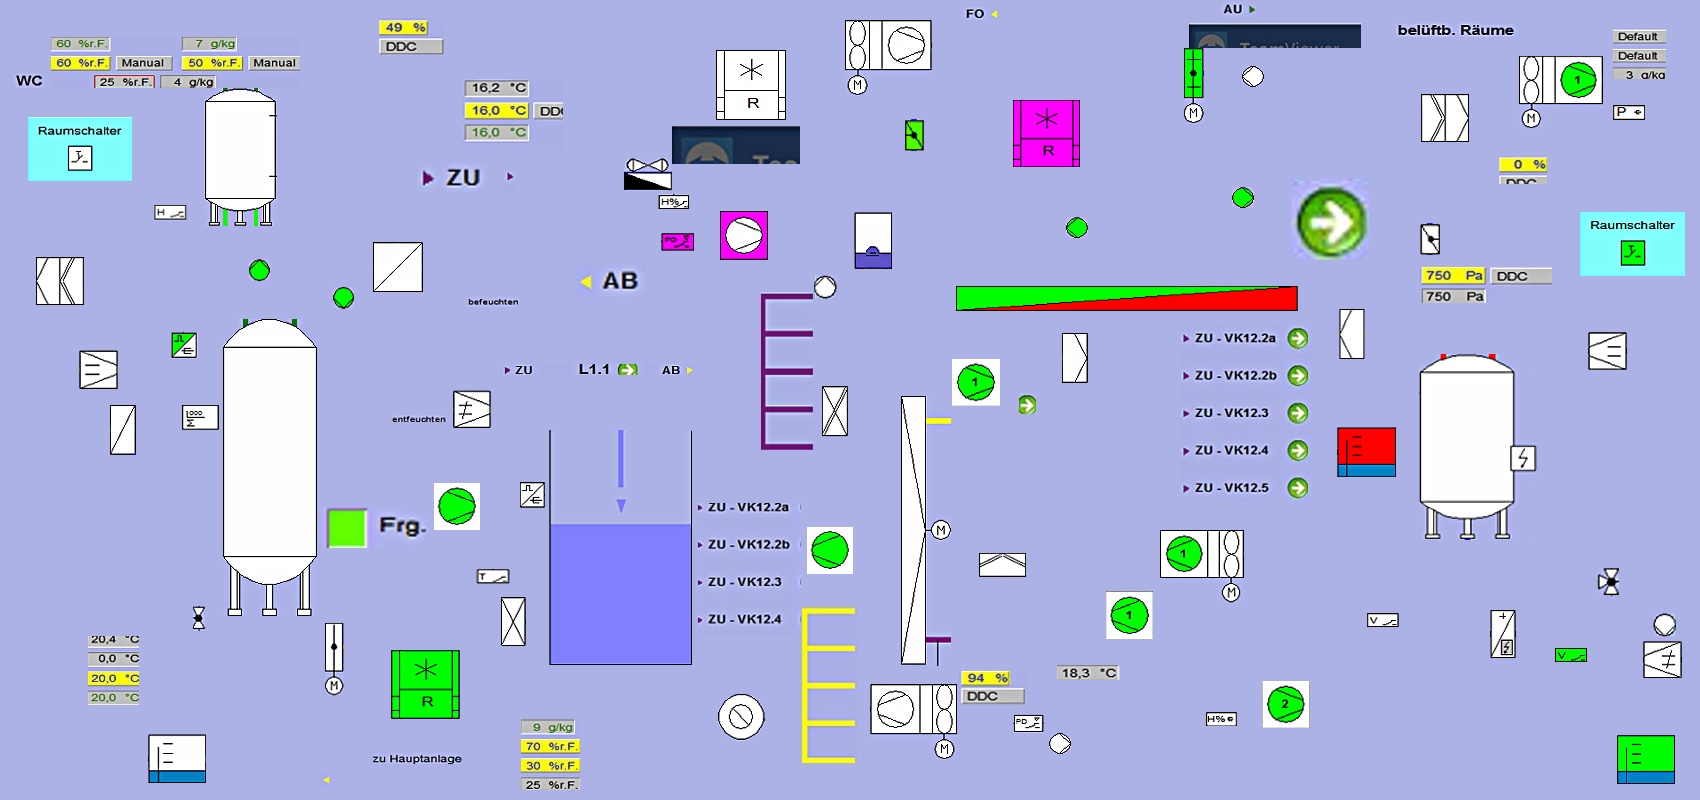 FO
AU
49 %
DDC
belüftb. Räume
60 %r.F.
7 g/kg
60 %r.F.
Manual
50 %r.F.
Manual
WC
25 %r.F.
4 g/kg
Default
Default
3 g/kg
TeamViewer
R
M
1
M
M
16,2 °C
16,0 °C
16,0 °C
P
Raumschalter
R
0 %
DDC
ZU
H
H%
PD
Raumschalter
AB
750 Pa
DDC
750 Pa
befeuchten
ZU - VK12.2a
ZU
L1.1
AB
ZU - VK12.2b
1
1000
Σ
entfeuchten
ZU - VK12.3
ZU - VK12.4
ZU - VK12.5
Frg.
ZU - VK12.2a
M
ZU - VK12.2b
1
T
ZU - VK12.3
M
ZU - VK12.4
1
V
V
20,4 °C
0,0 °C
20,0 °C
20,0 °C
M
R
94 %
DDC
18,3 °C
2
PD
H%
M
9 g/kg
70 %r.F.
30 %r.F.
25 %r.F.
zu Hauptanlage